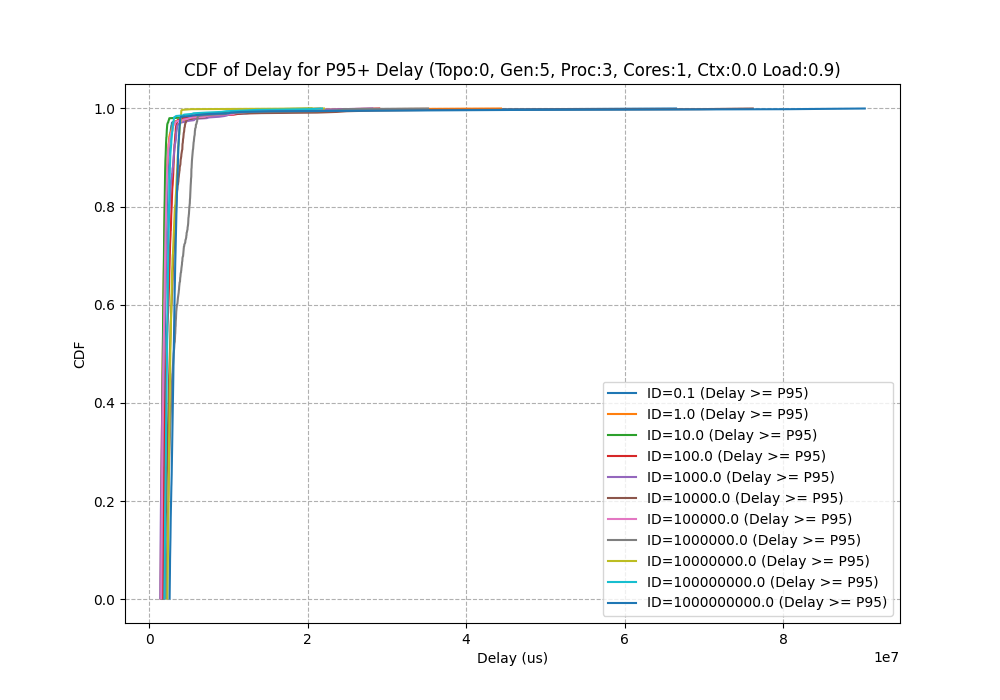 CDF of Delay for P95+ Delay (Topo:0, Gen:5, Proc:3, Cores:1, Ctx:0.0 Load:0.9)
1.0
0.8
0.6
0.4
0.2
0.0
CDF
ID=0.1 (Delay >= P95)
ID=1.0 (Delay >= P95)
ID=10.0 (Delay >= P95)
ID=100.0 (Delay >= P95)
ID=1000.0 (Delay >= P95)
ID=10000.0 (Delay >= P95)
ID=100000.0 (Delay >= P95)
ID=1000000.0 (Delay >= P95)
ID=10000000.0 (Delay >= P95)
ID=100000000.0 (Delay >= P95)
ID=1000000000.0 (Delay >= P95)
0 2 4 6 8
1e7
Delay (us)